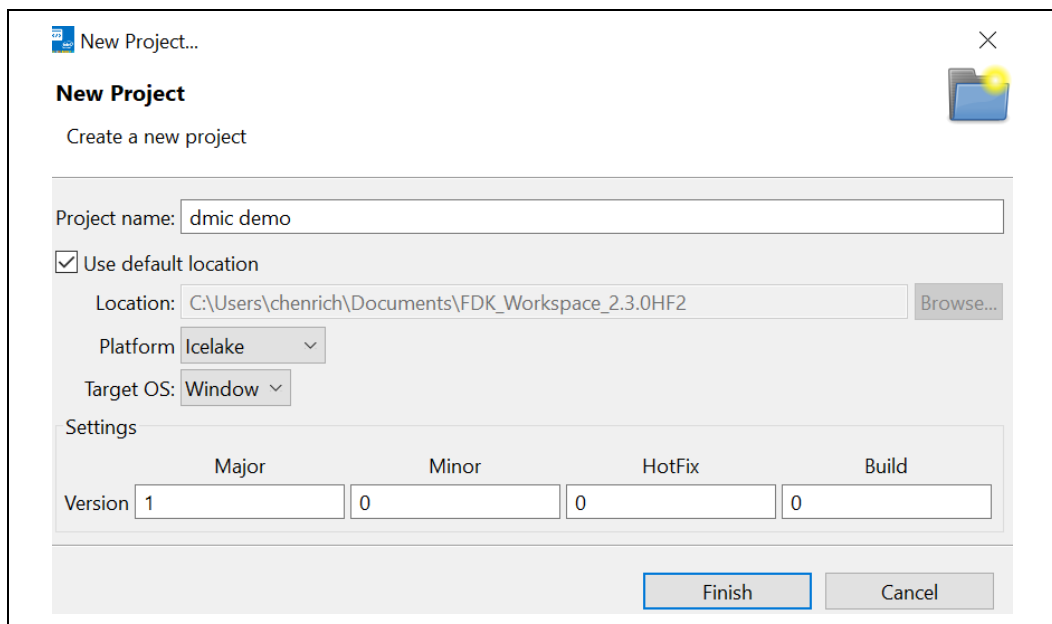 New Project...
New Project
Create a new project
Project name: dmic demo
Use default location
Location: C:\Users\chenrich\Documents\FDK_Workspace_2.3.0HF2 Browse...
Platform Icelake
Target OS: Window
Settings
Major Minor HotFix Build
Version 1 0 0 0
Finish Cancel